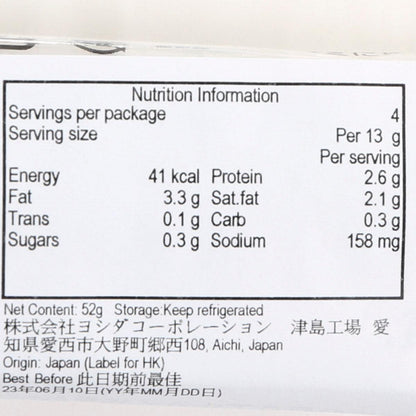 Nutrition Information
Servings per package 4
Serving size Per 13 g
Per serving
Energy 41 kcal Protein 2.6 g
Fat 3.3 g Sat.fat 2.1 g
Trans 0.1 g Carb 0.3 g
Sugars 0.3 g Sodium 158 mg
Net Content: 52g Storage:Keep refrigerated
株式会社ヨシダコーポレーション 津島工場 愛
知県愛西市大野町郷西108, Aichi, Japan
Origin: Japan (Label for HK)
Best Before 此日期前最佳
23年06月10日(YY年MM月DD日)